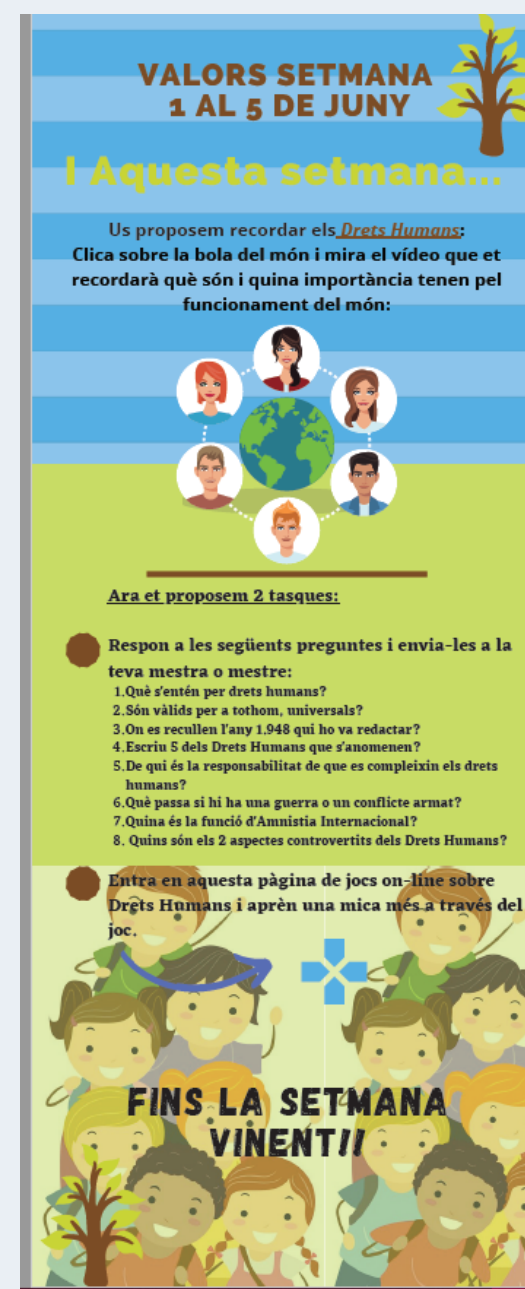 VALORS SETMANA
1 AL 5 DE JUNY
I Aquesta setmana...
Us proposem recordar els Drets Humans:
Clica sobre la bola del món i mira el vídeo que et
recordarà què són i quina importància tenen pel
funcionament del món:
Ara et proposem 2 tasques:
Respon a les següents preguntes i envia-les a la
teva mestra o mestre:
1.Què s'entén per drets humans?
2.Són vàlids per a tothom, universals?
3.On es recullen l'any 1.948 qui ho va redactar?
4.Escriu 5 dels Drets Humans que s'anomenen?
5.De qui és la responsabilitat de que es compleixin els drets
humans?
6.Què passa si hi ha una guerra o un conflicte armat?
7.Quina és la funció d'Amnistia Internacional?
8. Quins són els 2 aspectes controvertits dels Drets Humans?
Entra en aquesta pàgina de jocs on-line sobre
Drets Humans i aprèn una mica més a través del
joc.
FINS LA SETMANA
VINENT!!